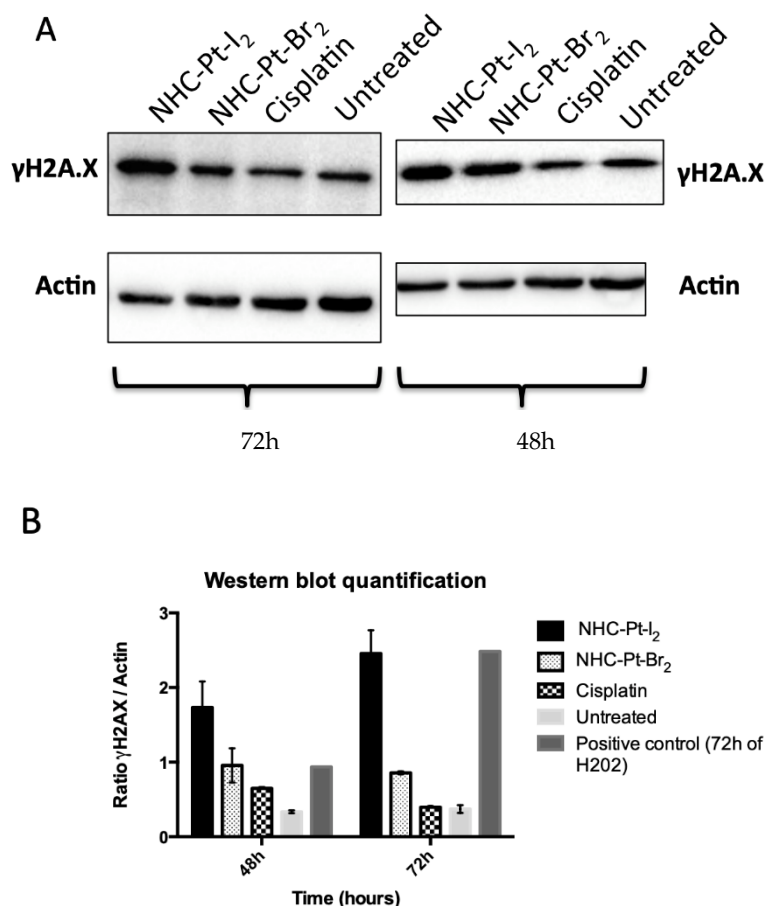 A
NHC-Pt-I₂
NHC-Pt-Br₂
Cisplatin
Untreated
NHC-Pt-I₂
NHC-Pt-Br₂
Cisplatin
Untreated
γH2A.X
γH2A.X
Actin
Actin
72h
48h
B
Western blot quantification
Ratio γH2AX / Actin
3
2
1
0
48h
72h
Time (hours)
NHC-Pt-I₂
NHC-Pt-Br₂
Cisplatin
Untreated
Positive control (72h of
H202)